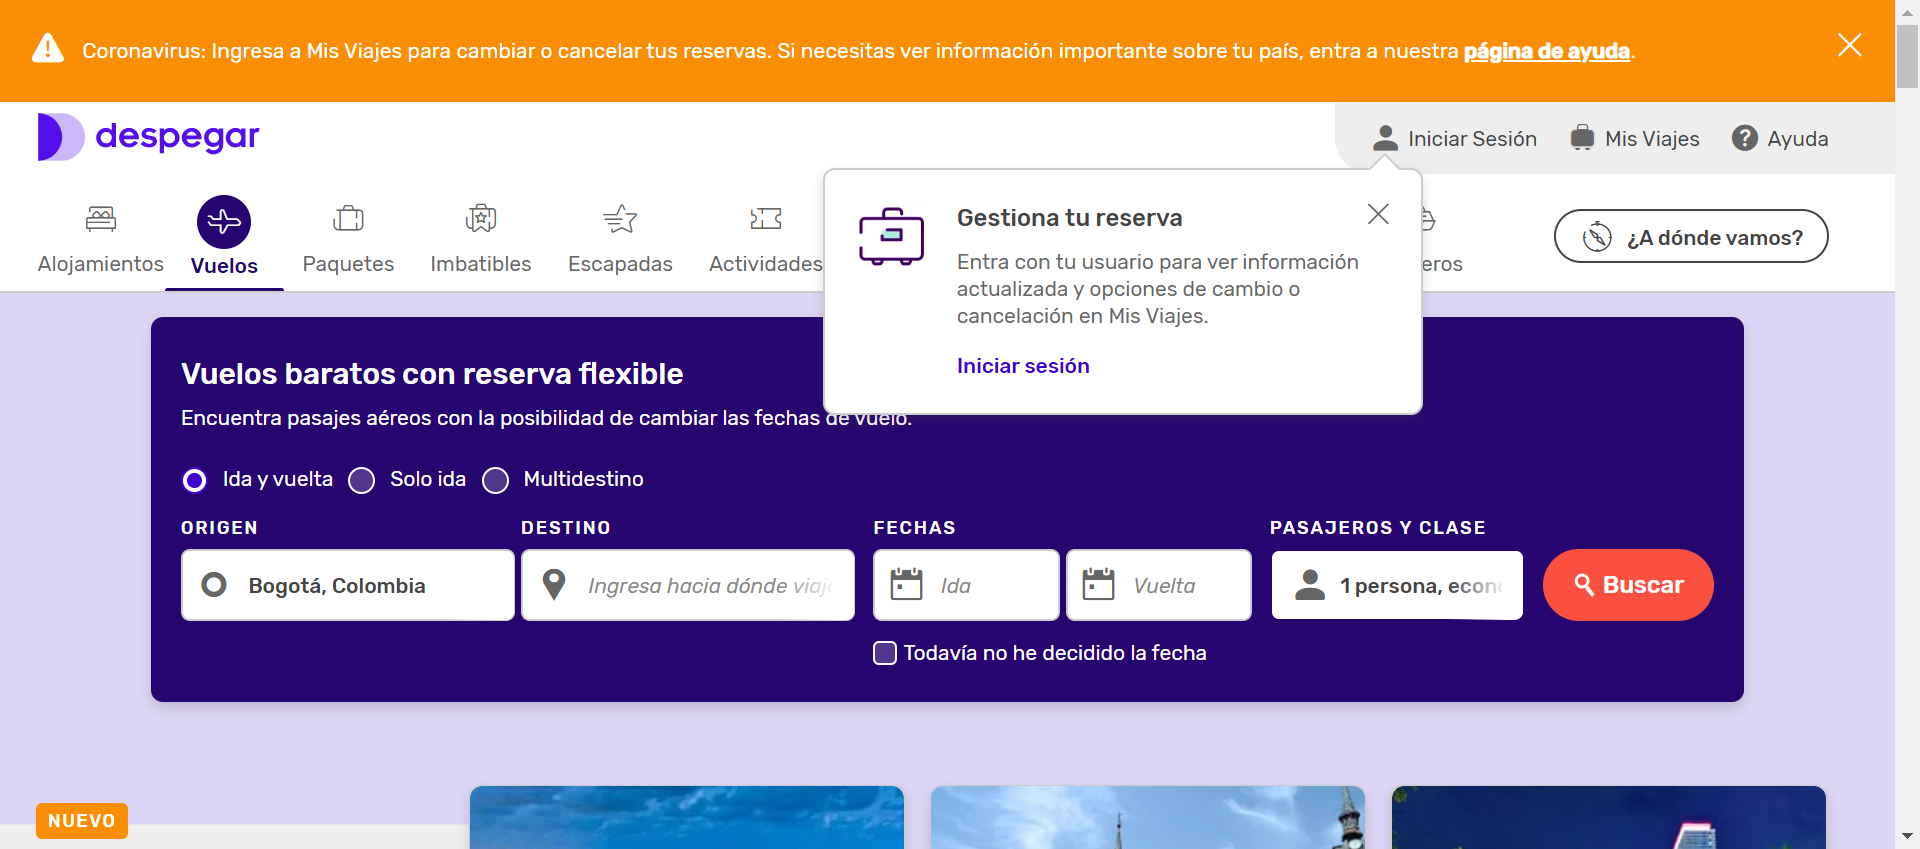 Coronavirus: Ingresa a Mis Viajes para cambiar o cancelar tus reservas. Si necesitas ver información importante sobre tu país, entra a nuestra página de ayuda.
despegar
Iniciar Sesión
Mis Viajes
Ayuda
Alojamientos
Vuelos
Paquetes
Imbatibles
Escapadas
Actividades
eros
¿A dónde vamos?
Gestiona tu reserva
Entra con tu usuario para ver información
actualizada y opciones de cambio o
cancelación en Mis Viajes.
Iniciar sesión
Vuelos baratos con reserva flexible
Encuentra pasajes aéreos con la posibilidad de cambiar las fechas de vuelo.
Ida y vuelta
Solo ida
Multidestino
ORIGEN
DESTINO
FECHAS
PASAJEROS Y CLASE
Bogotá, Colombia
Ingresa hacia dónde viaj
Ida
Vuelta
1 persona, econ
Buscar
Todavía no he decidido la fecha
NUEVO